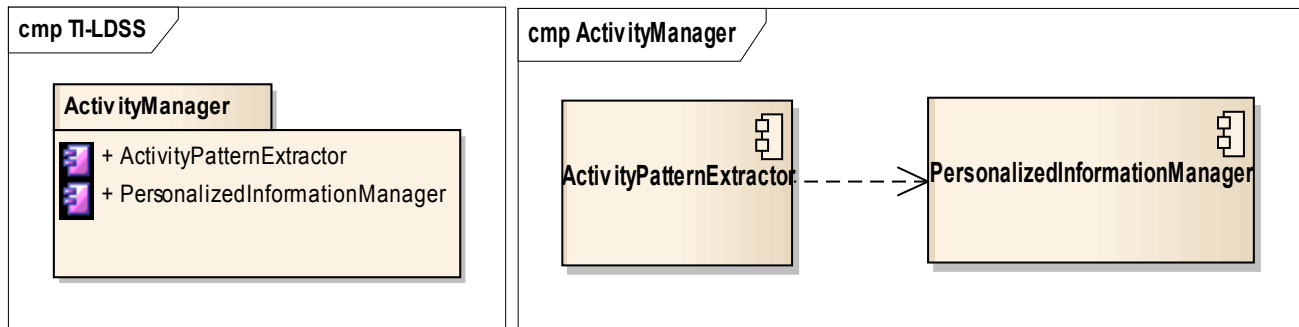 cmp TI-LDSS
ActivityManager
+ ActivityPatternExtractor
+ PersonalizedInformationManager
cmp ActivityManager
ActivityPatternExtractor
PersonalizedInformationManager